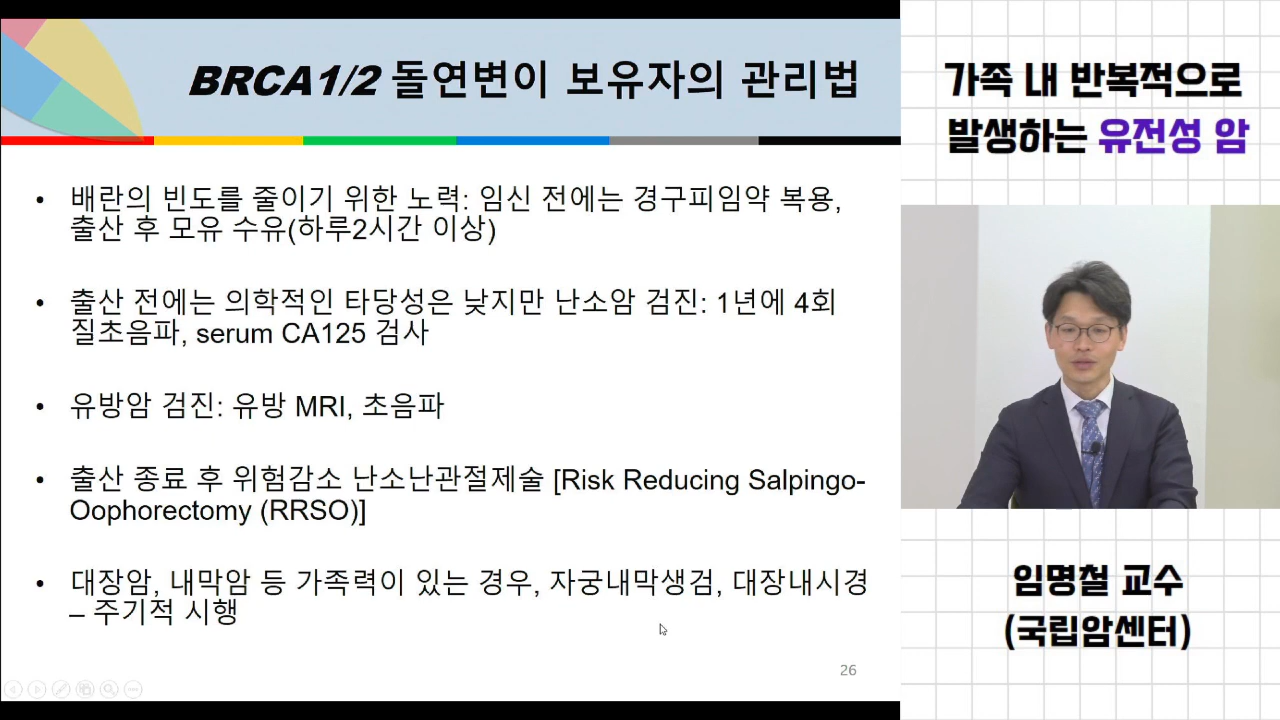 BRCA1/2 돌연변이 보유자의 관리법
• 배란의 빈도를 줄이기 위한 노력: 임신 전에는 경구피임약 복용,
출산 후 모유 수유(하루2시간 이상)
• 출산 전에는 의학적인 타당성은 낮지만 난소암 검진: 1년에 4회
질초음파, serum CA125 검사
• 유방암 검진: 유방 MRI, 초음파
• 출산 종료 후 위험감소 난소난관절제술 [Risk Reducing Salpingo-
Oophorectomy (RRSO)]
• 대장암, 내막암 등 가족력이 있는 경우, 자궁내막생검, 대장내시경
– 주기적 시행
26
가족 내 반복적으로
발생하는 유전성 암
임명철 교수
(국립암센터)